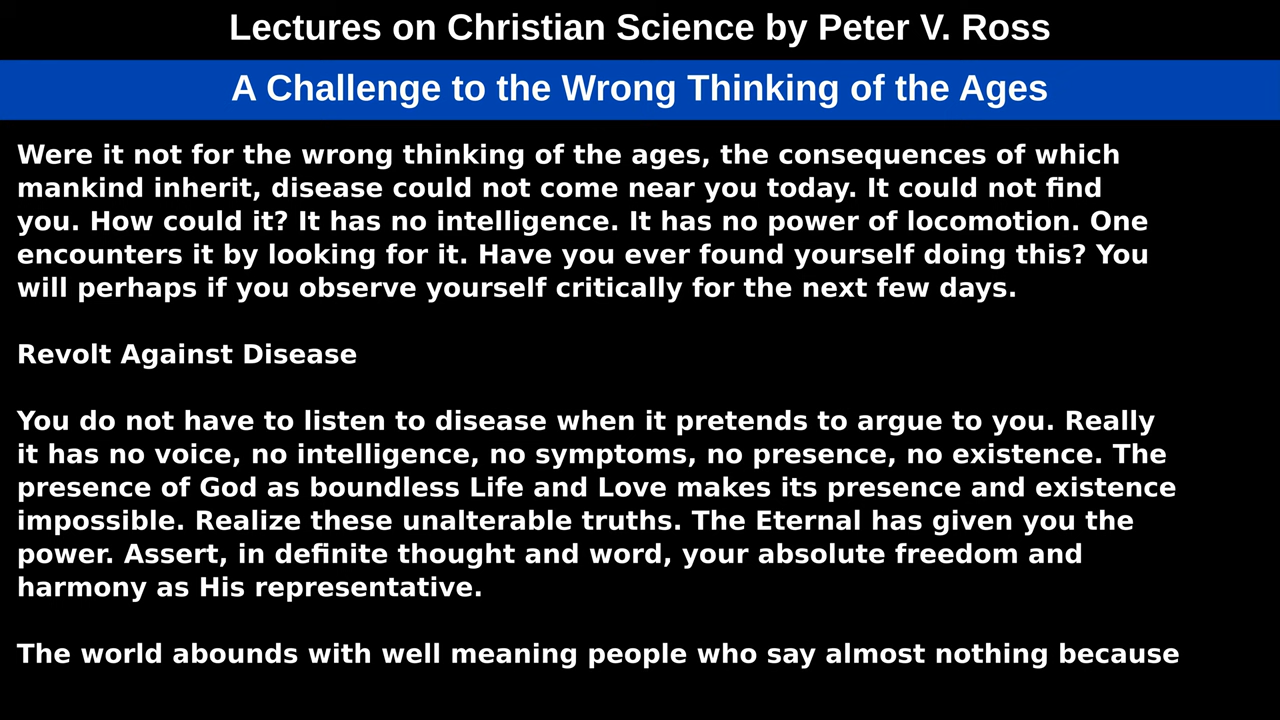 Lectures on Christian Science by Peter V. Ross
A Challenge to the Wrong Thinking of the Ages
Were it not for the wrong thinking of the ages, the consequences of which
mankind inherit, disease could not come near you today. It could not find
you. How could it? It has no intelligence. It has no power of locomotion. One
encounters it by looking for it. Have you ever found yourself doing this? You
will perhaps if you observe yourself critically for the next few days.
Revolt Against Disease
You do not have to listen to disease when it pretends to argue to you. Really
it has no voice, no intelligence, no symptoms, no presence, no existence. The
presence of God as boundless Life and Love makes its presence and existence
impossible. Realize these unalterable truths. The Eternal has given you the
power. Assert, in definite thought and word, your absolute freedom and
harmony as His representative.
The world abounds with well meaning people who say almost nothing because